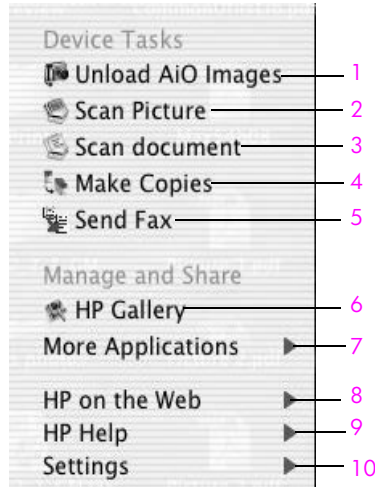 Device Tasks
Unload AiO Images 1
Scan Picture 2
Scan document 3
Make Copies 4
Send Fax 5
Manage and Share
HP Gallery 6
More Applications 7
HP on the Web 8
HP Help 9
Settings 10